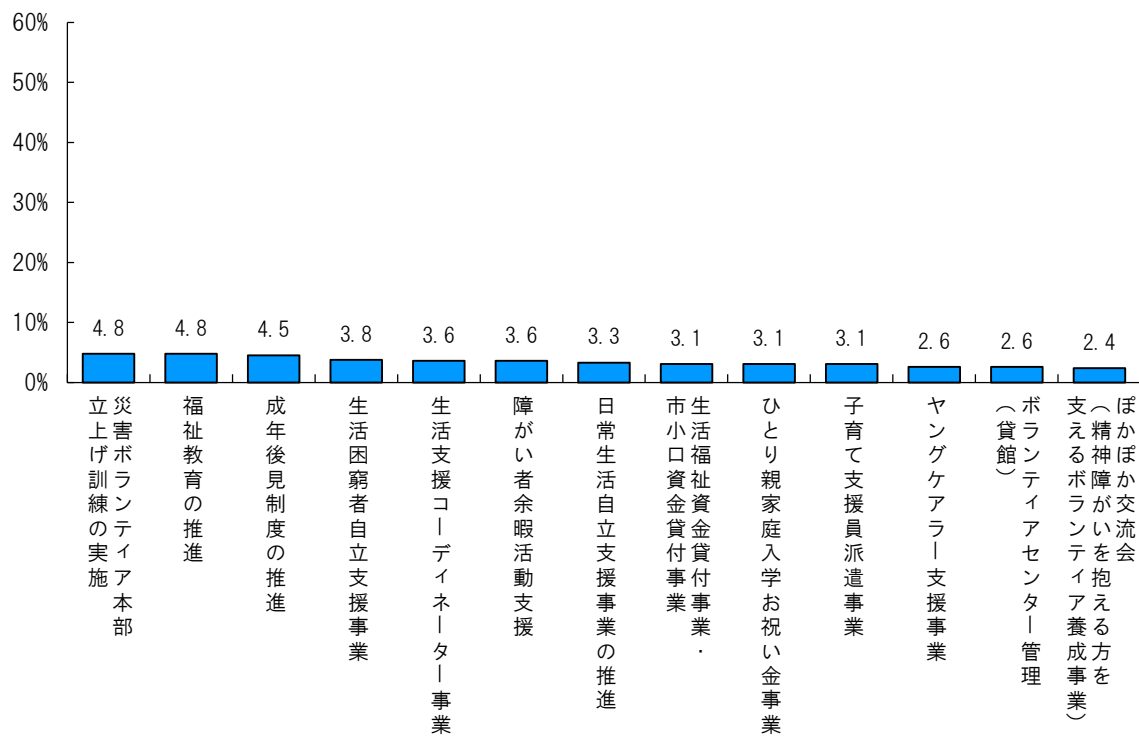 60%
50%
40%
30%
20%
10%
0%
4.8
4.8
4.5
3.8
3.6
3.6
3.3
3.1
3.1
3.1
2.6
2.6
2.4
災害ボランティア本部
立上げ訓練の実施
福祉教育の推進
成年後見制度の推進
生活困窮者自立支援事業
生活支援コーディネーター事業
障がい者余暇活動支援
日常生活自立支援事業の推進
生活福祉資金貸付事業・
市小口資金貸付事業
ひとり親家庭入学お祝い金事業
子育て支援員派遣事業
ヤングケアラー支援事業
ボランティアセンター管理
（貸館）
ぽかぽか交流会
（精神障がいを抱える方を
支えるボランティア養成事業）